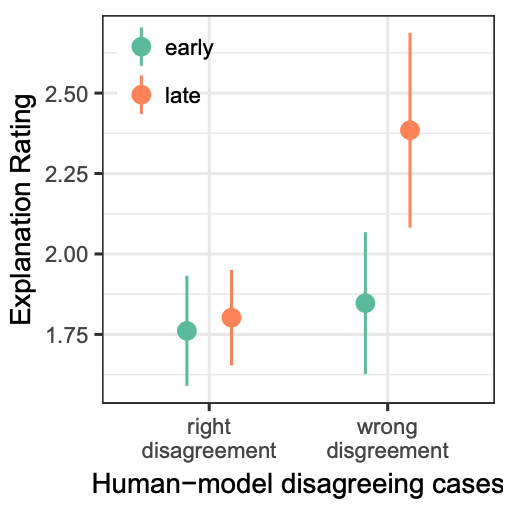 early
late
Explanation Rating
2.50
2.25
2.00
1.75
right
disagreement
wrong
disgreement
Human−model disagreeing cases